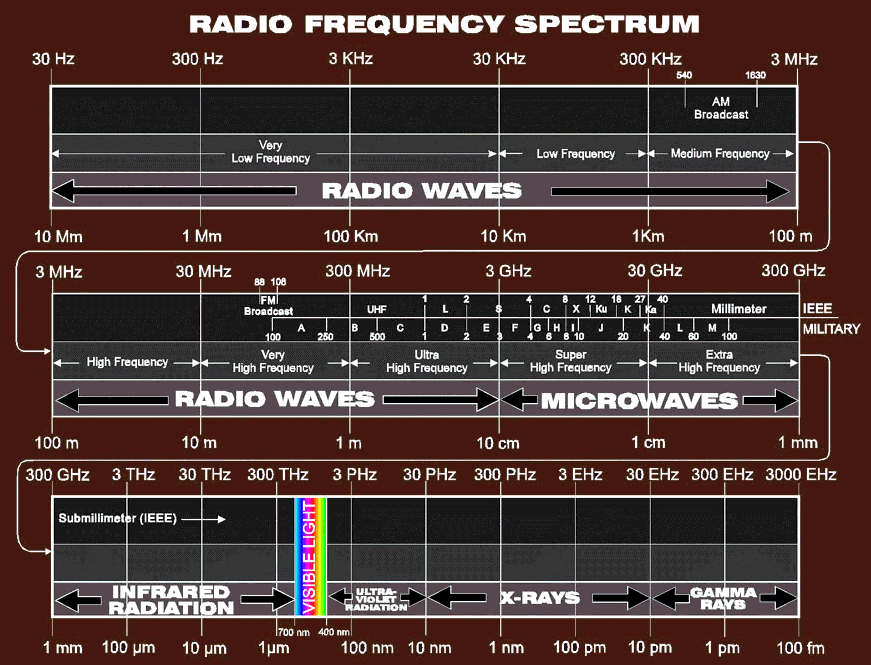 RADIO FREQUENCY SPECTRUM
30 Hz 300 Hz 3 KHz 30 KHz 300 KHz 3 MHz
540 1630
AM
Broadcast
Very
Low Frequency Low Frequency Medium Frequency
RADIO WAVES
10 Mm 1 Mm 100 Km 10 Km 1Km 100 m
3 MHz 30 MHz 300 MHz 3 GHz 30 GHz 300 GHz
88 108
FM
Broadcast
1 2 4 8 12 18 27 40
UHF L S C X Ku K Ka Millimeter IEEE
A B C D E F G H I J K L M MILITARY
100 250 500 1 2 3 4 6 8 10 20 40 60 100
High Frequency Very
High Frequency Ultra
High Frequency Super
High Frequency Extra
High Frequency
RADIO WAVES MICROWAVES
100 m 10 m 1 m 10 cm 1 cm 1 mm
300 GHz 3 THz 30 THz 300 THz 3 PHz 30 PHz 300 PHz 3 EHz 30 EHz 300 EHz 3000 EHz
Submillimeter (IEEE)
VISIBLE LIGHT
INFRARED
RADIATION
ULTRA-
VIOLET
RADIATION
X-RAYS
GAMMA
RAYS
700 nm 400 nm
1 mm 100 µm 10 µm 1µm 100 nm 10 nm 1 nm 100 pm 10 pm 1 pm 100 fm